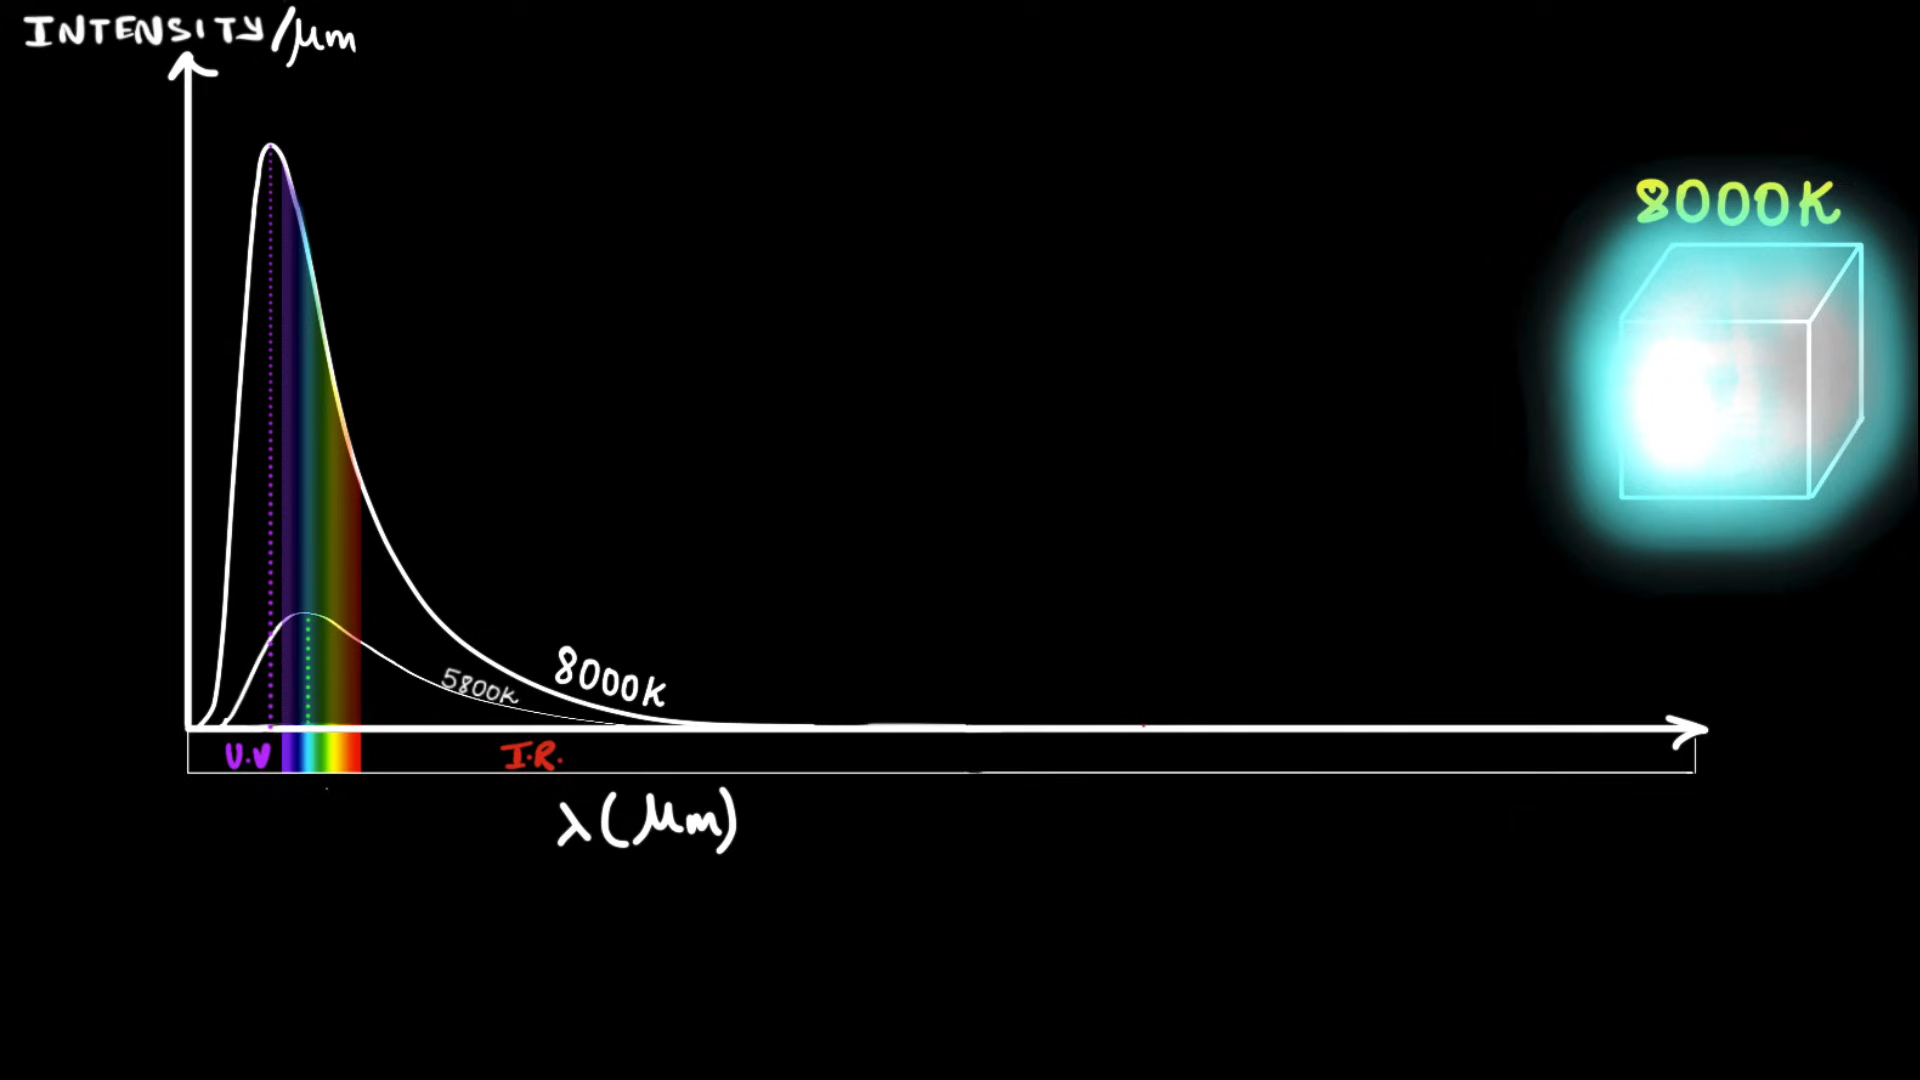 INTENSITY/μm
8000K
8000K
5800K
U.V
I.R.
λ(μm)